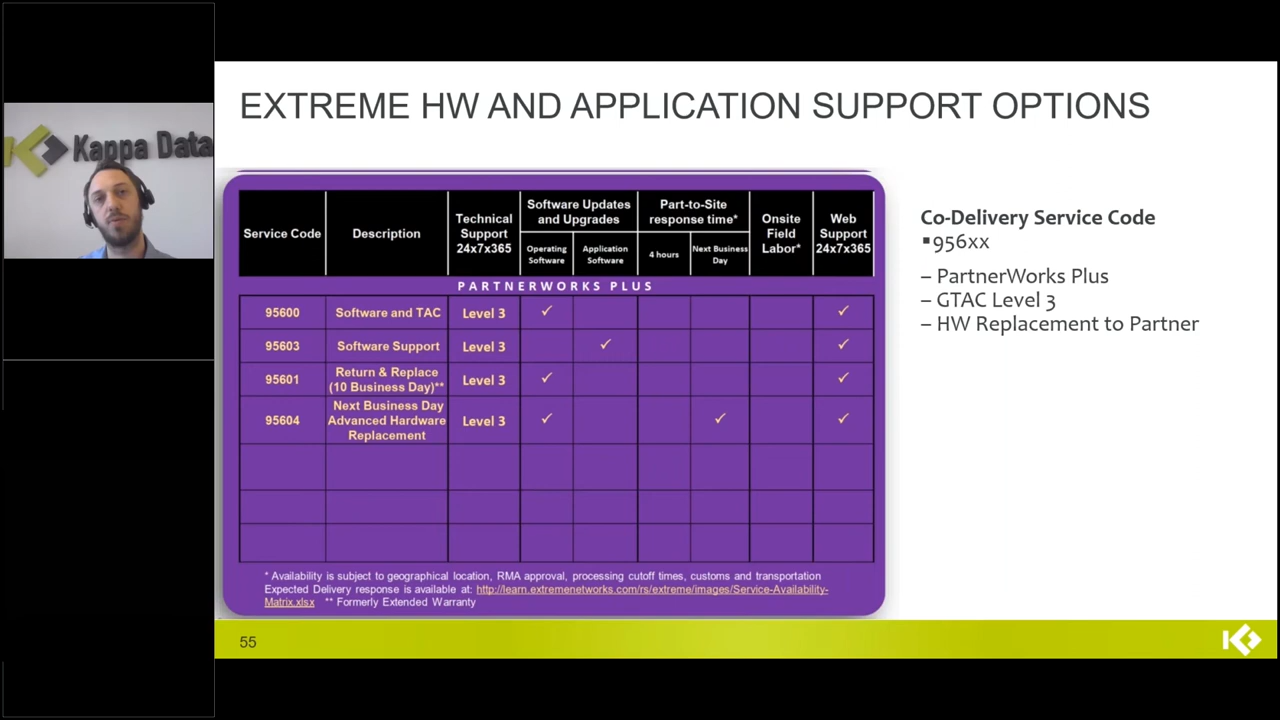 Kappa Data
EXTREME HW AND APPLICATION SUPPORT OPTIONS
Service Code
Description
Technical
Support
24x7x365
Software Updates
and Upgrades
Operating
Software
Application
Software
Part-to-Site
response time*
4 hours
Next Business
Day
Onsite
Field
Labor*
Web
Support
24x7x365
PARTNERWORKS PLUS
95600 Software and TAC Level 3 ✓ ✓
95603 Software Support Level 3 ✓ ✓
95601 Return & Replace
(10 Business Day)** Level 3 ✓ ✓
95604 Next Business Day
Advanced Hardware
Replacement Level 3 ✓ ✓ ✓
* Availability is subject to geographical location, RMA approval, processing cutoff times, customs and transportation
Expected Delivery response is available at: http://learn.extremenetworks.com/rs/extreme/images/Service-Availability-
Matrix.xlsx ** Formerly Extended Warranty
Co-Delivery Service Code
▪956xx
– PartnerWorks Plus
– GTAC Level 3
– HW Replacement to Partner
55